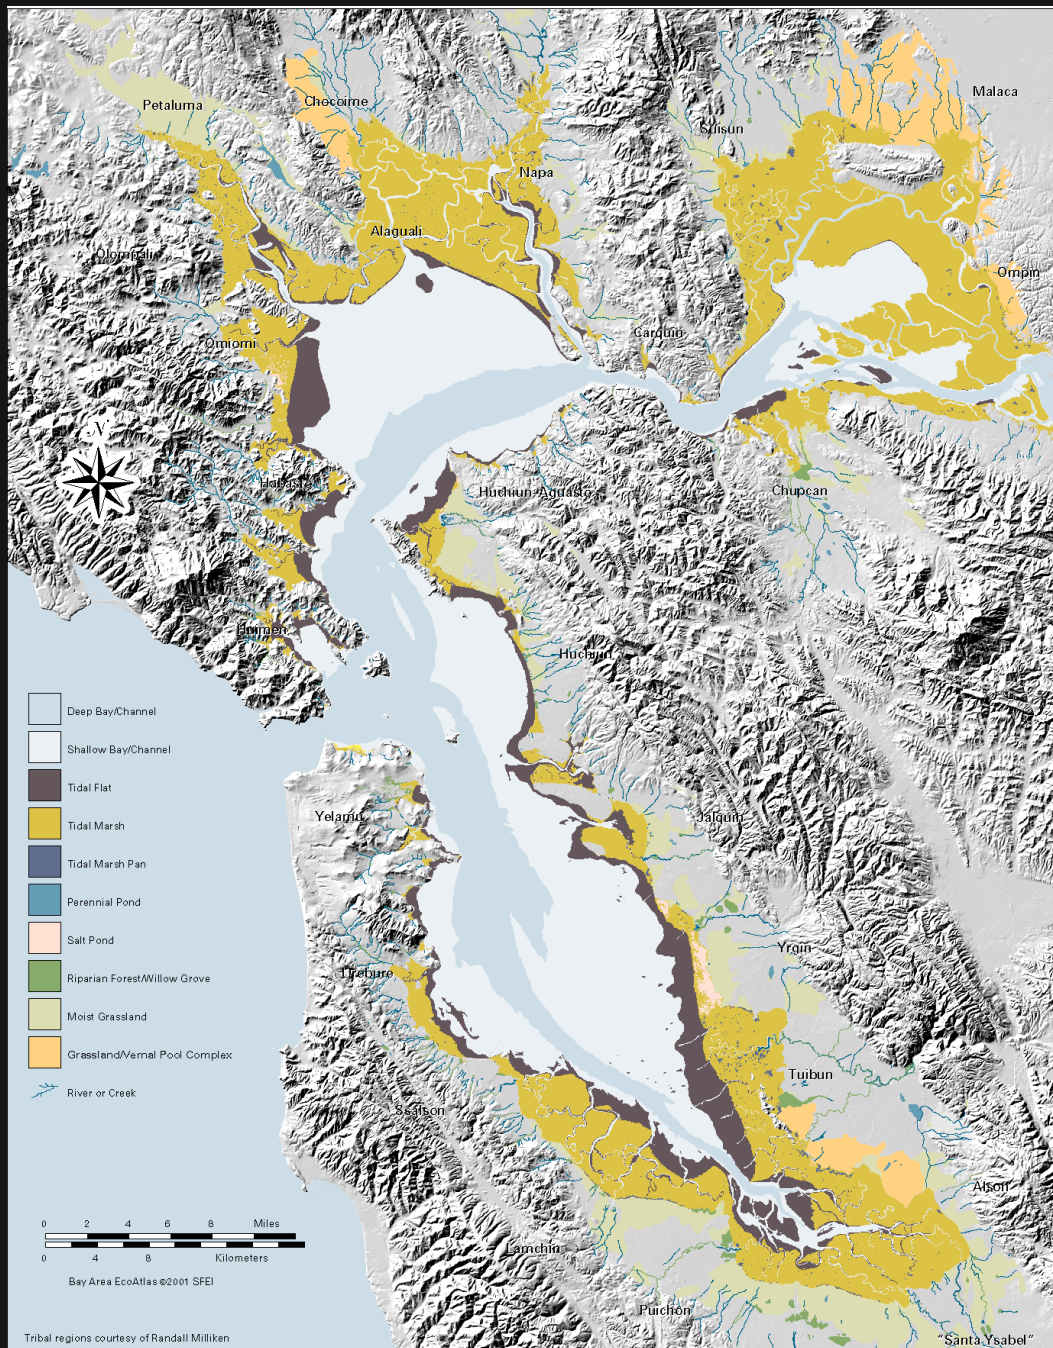 Petaluma
Chocoime
Malaca
Suisun
Napa
Alaguali
Olompali
Ompin
Carquin
Omiomi
N
Habasto
Huchiun-Aguasto
Chupcan
Huimen
Huchiun
Deep Bay/Channel
Shallow Bay/Channel
Tidal Flat
Tidal Marsh
Tidal Marsh Pan
Perennial Pond
Salt Pond
Riparian Forest/Willow Grove
Moist Grassland
Grassland/Vernal Pool Complex
River or Creek
Yelamu
Jalquin
Yrgin
Urebure
Tuibun
Ssalson
Alson
Lamchin
Puichon
"Santa Ysabel"
0 2 4 6 8 Miles
0 4 8 Kilometers
Bay Area EcoAtlas ©2001 SFEI
Tribal regions courtesy of Randall Milliken